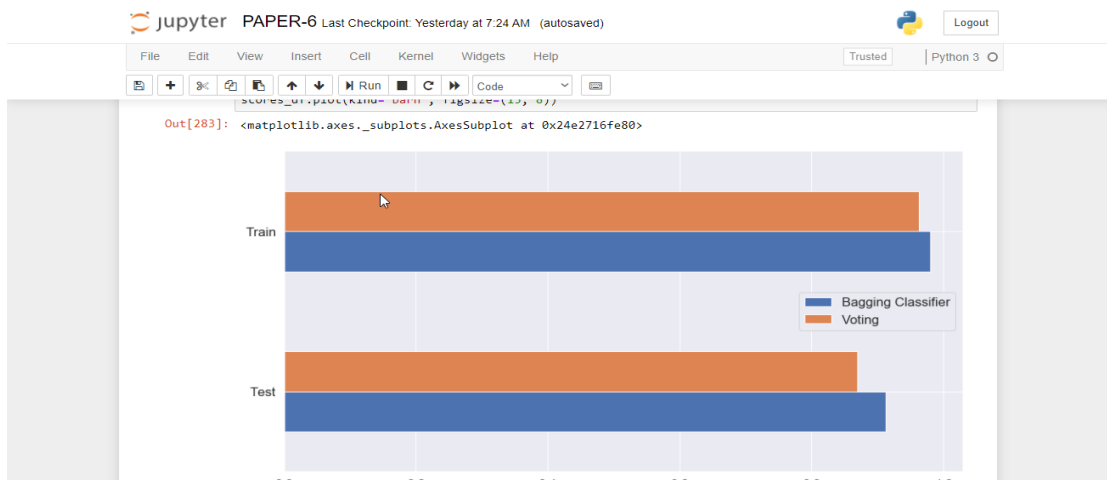 jupyter PAPER-6 Last Checkpoint: Yesterday at 7:24 AM (autosaved)
Logout
File Edit View Insert Cell Kernel Widgets Help
Trusted
Python 3
Run
Code
Out[283]: <matplotlib.axes._subplots.AxesSubplot at 0x24e2716fe80>
Train
Bagging Classifier
Voting
Test